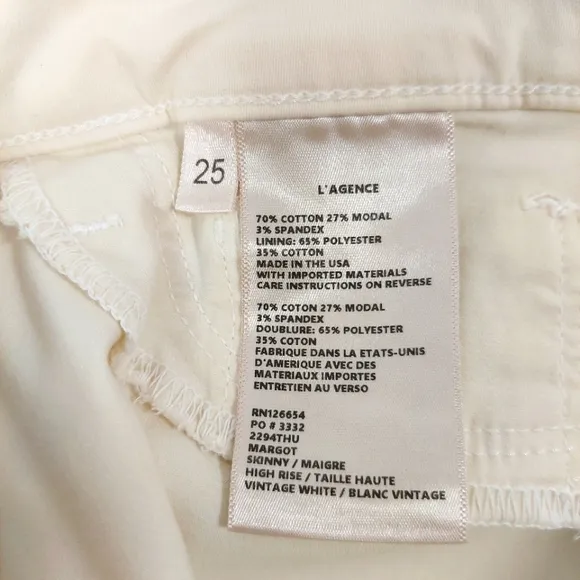 25
L'AGENCE
70% COTTON 27% MODAL
3% SPANDEX
LINING: 65% POLYESTER
35% COTTON
MADE IN THE USA
WITH IMPORTED MATERIALS
CARE INSTRUCTIONS ON REVERSE
70% COTTON 27% MODAL
3% SPANDEX
DOUBLURE: 65% POLYESTER
35% COTON
FABRIQUE DANS LA ETATS-UNIS
D'AMERIQUE AVEC DES
MATERIAUX IMPORTES
ENTRETIEN AU VERSO
RN126654
PO # 3332
2294THU
MARGOT
SKINNY / MAIGRE
HIGH RISE / TAILLE HAUTE
VINTAGE WHITE / BLANC VINTAGE